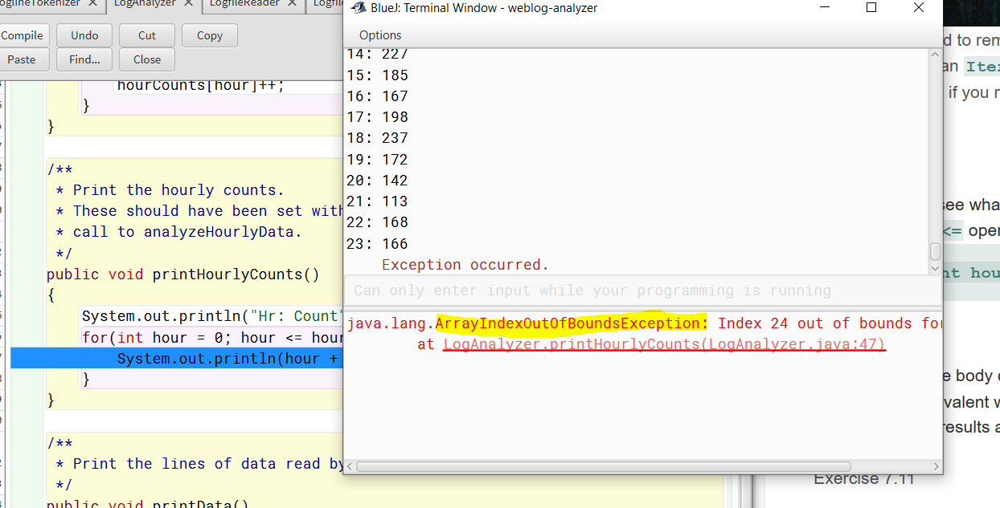 LogAnalyzer ×
LogfileReader ×
BlueJ: Terminal Window - weblog-analyzer
Compile Undo Cut Copy
Paste Find... Close
Options
hourCounts[hour]++;
}
}
/**
* Print the hourly counts.
* These should have been set with
* call to analyzeHourlyData.
*/
public void printHourlyCounts()
{
System.out.println("Hr: Count"
for(int hour = 0; hour <= hour
System.out.println(hour +
}
}
/**
* Print the lines of data read by
*/
public void printData()
14: 227
15: 185
16: 167
17: 198
18: 237
19: 172
20: 142
21: 113
22: 168
23: 166
Exception occurred.
Can only enter input while your programming is running
java.lang.ArrayIndexOutOfBoundsException: Index 24 out of bounds for
at LogAnalyzer.printHourlyCounts(LogAnalyzer.java:47)
d to rem
an Iter
if you n
see wha
<= oper
nt hou
e body
valent w
results a
Exercise 7.11